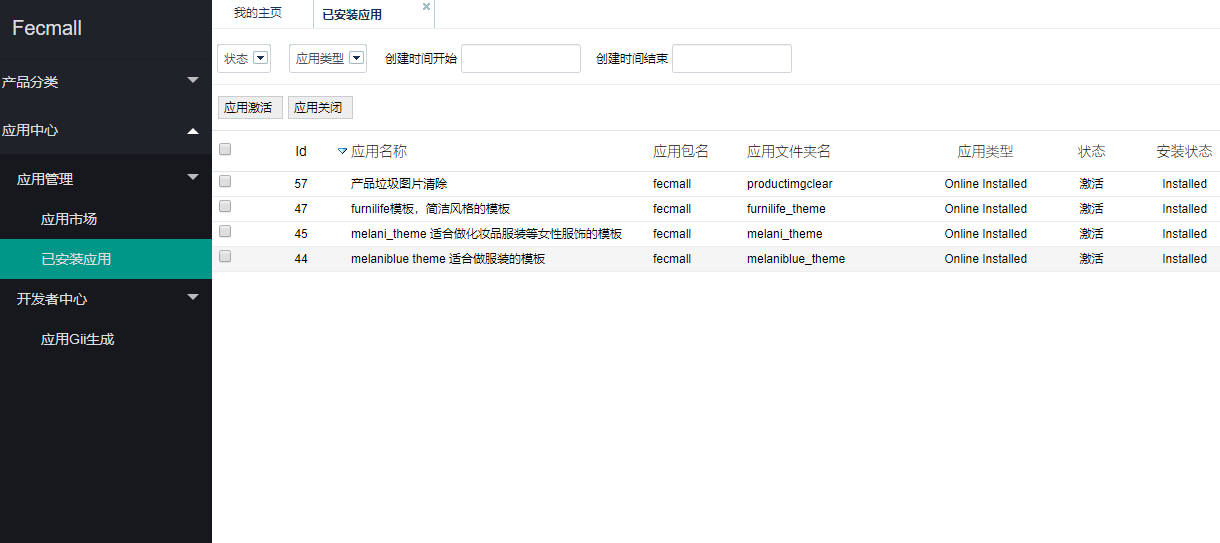 Fecmall
产品分类
应用中心
应用管理
应用市场
已安装应用
开发者中心
应用Gii生成
我的主页 已安装应用
状态 应用类型 创建时间开始 创建时间结束
应用激活 应用关闭
Id 应用名称 应用包名 应用文件夹名 应用类型 状态 安装状态
57 产品垃圾图片清除 fecmall productimgclear Online Installed 激活 Installed
47 furnilife模板，简洁风格的模板 fecmall furnilife_theme Online Installed 激活 Installed
45 melani_theme 适合做化妆品服装等女性服饰的模板 fecmall melani_theme Online Installed 激活 Installed
44 melaniblue theme 适合做服装的模板 fecmall melaniblue_theme Online Installed 激活 Installed